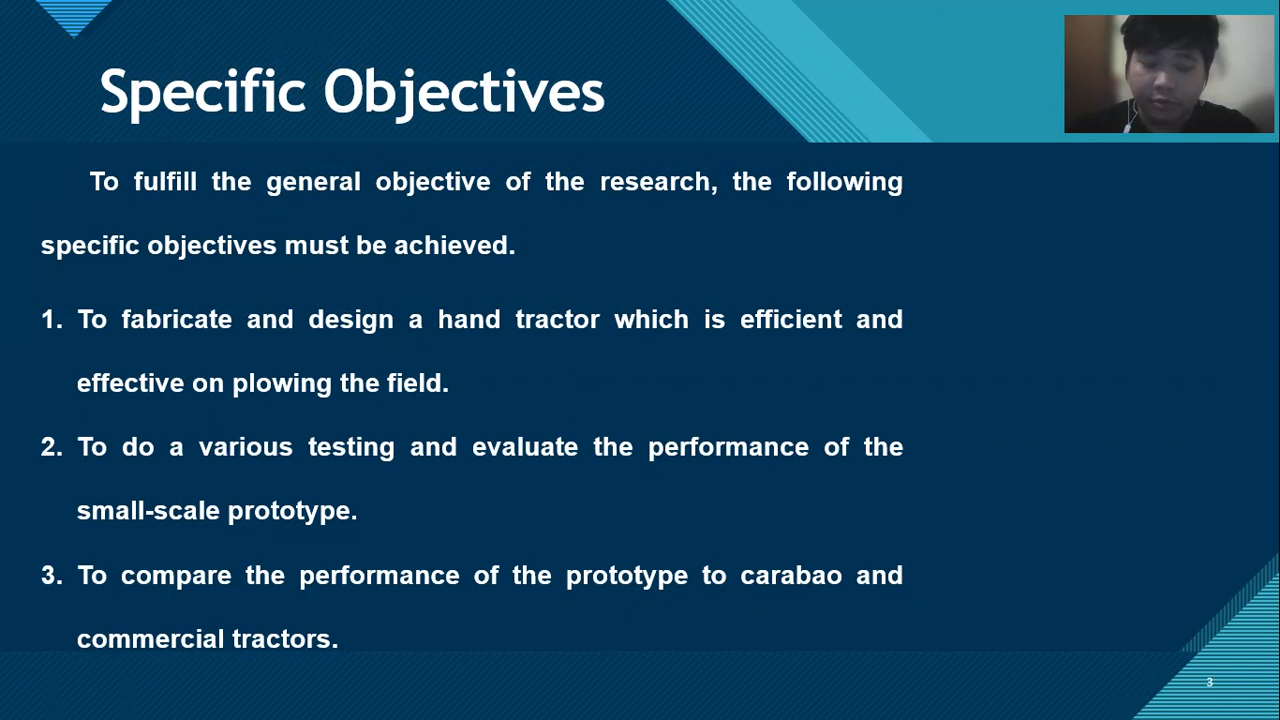 Specific Objectives
To fulfill the general objective of the research, the following
specific objectives must be achieved.
1. To fabricate and design a hand tractor which is efficient and
effective on plowing the field.
2. To do a various testing and evaluate the performance of the
small-scale prototype.
3. To compare the performance of the prototype to carabao and
commercial tractors.
3